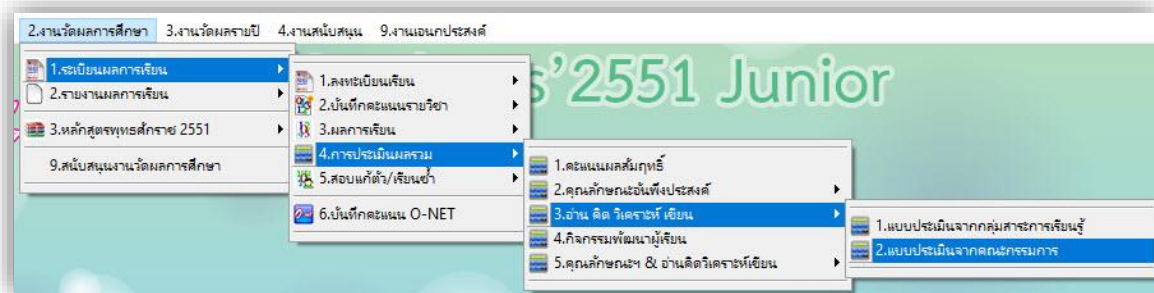 2.งานวัดผลการศึกษา 3.งานวัดผลรายปี 4.งานสนับสนุน 9.งานเอนกประสงค์
s'2551 Junior
1.ระเบียนผลการเรียน
2.รายงานผลการเรียน
3.หลักสูตรพุทธศักราช 2551
9.สนับสนุนงานวัดผลการศึกษา
1.ลงทะเบียนเรียน
2.บันทึกคะแนนรายวิชา
3.ผลการเรียน
4.การประเมินผลรวม
5.สอบแก้ตัว/เรียนซ้ำ
6.บันทึกคะแนน O-NET
1.คะแนนผลสัมฤทธิ์
2.คุณลักษณะอันพึงประสงค์
3.อ่าน คิด วิเคราะห์ เขียน
4.กิจกรรมพัฒนาผู้เรียน
5.คุณลักษณะฯ & อ่านคิดวิเคราะห์เขียน
1.แบบประเมินจากกลุ่มสาระการเรียนรู้
2.แบบประเมินจากคณะกรรมการ